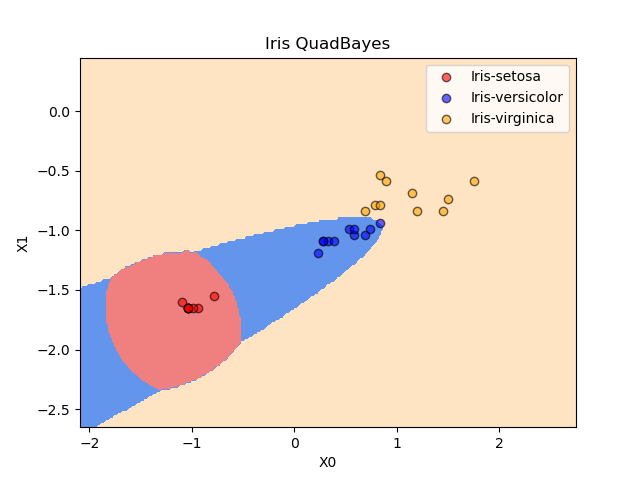 Iris QuadBayes
Iris-setosa
Iris-versicolor
Iris-virginica
0.0
−0.5
−1.0
−1.5
−2.0
−2.5
X1
−2
−1
0
1
2
X0